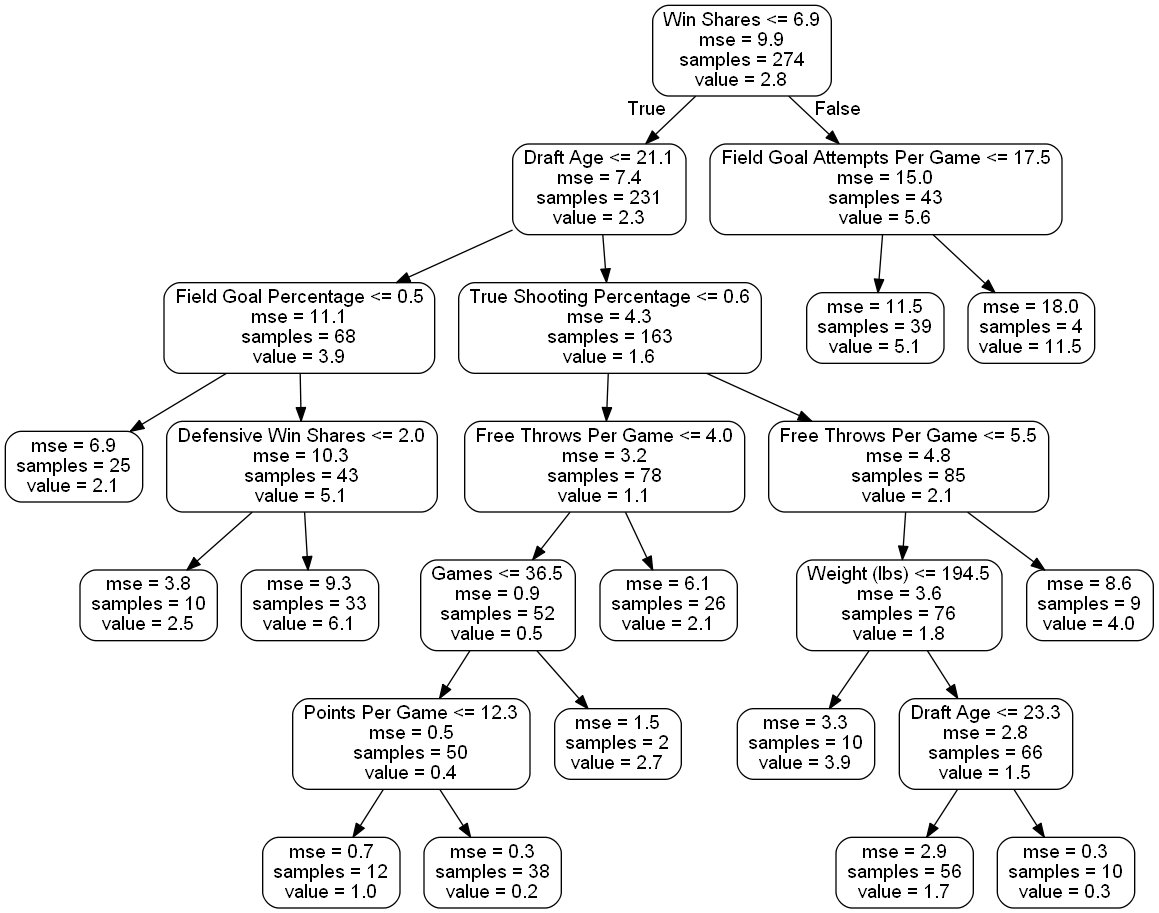 Win Shares <= 6.9
mse = 9.9
samples = 274
value = 2.8
True
False
Draft Age <= 21.1
mse = 7.4
samples = 231
value = 2.3
Field Goal Attempts Per Game <= 17.5
mse = 15.0
samples = 43
value = 5.6
Field Goal Percentage <= 0.5
mse = 11.1
samples = 68
value = 3.9
True Shooting Percentage <= 0.6
mse = 4.3
samples = 163
value = 1.6
mse = 11.5
samples = 39
value = 5.1
mse = 18.0
samples = 4
value = 11.5
mse = 6.9
samples = 25
value = 2.1
Defensive Win Shares <= 2.0
mse = 10.3
samples = 43
value = 5.1
Free Throws Per Game <= 4.0
mse = 3.2
samples = 78
value = 1.1
Free Throws Per Game <= 5.5
mse = 4.8
samples = 85
value = 2.1
mse = 3.8
samples = 10
value = 2.5
mse = 9.3
samples = 33
value = 6.1
Games <= 36.5
mse = 0.9
samples = 52
value = 0.5
mse = 6.1
samples = 26
value = 2.1
Weight (lbs) <= 194.5
mse = 3.6
samples = 76
value = 1.8
mse = 8.6
samples = 9
value = 4.0
Points Per Game <= 12.3
mse = 0.5
samples = 50
value = 0.4
mse = 1.5
samples = 2
value = 2.7
mse = 3.3
samples = 10
value = 3.9
Draft Age <= 23.3
mse = 2.8
samples = 66
value = 1.5
mse = 0.7
samples = 12
value = 1.0
mse = 0.3
samples = 38
value = 0.2
mse = 2.9
samples = 56
value = 1.7
mse = 0.3
samples = 10
value = 0.3